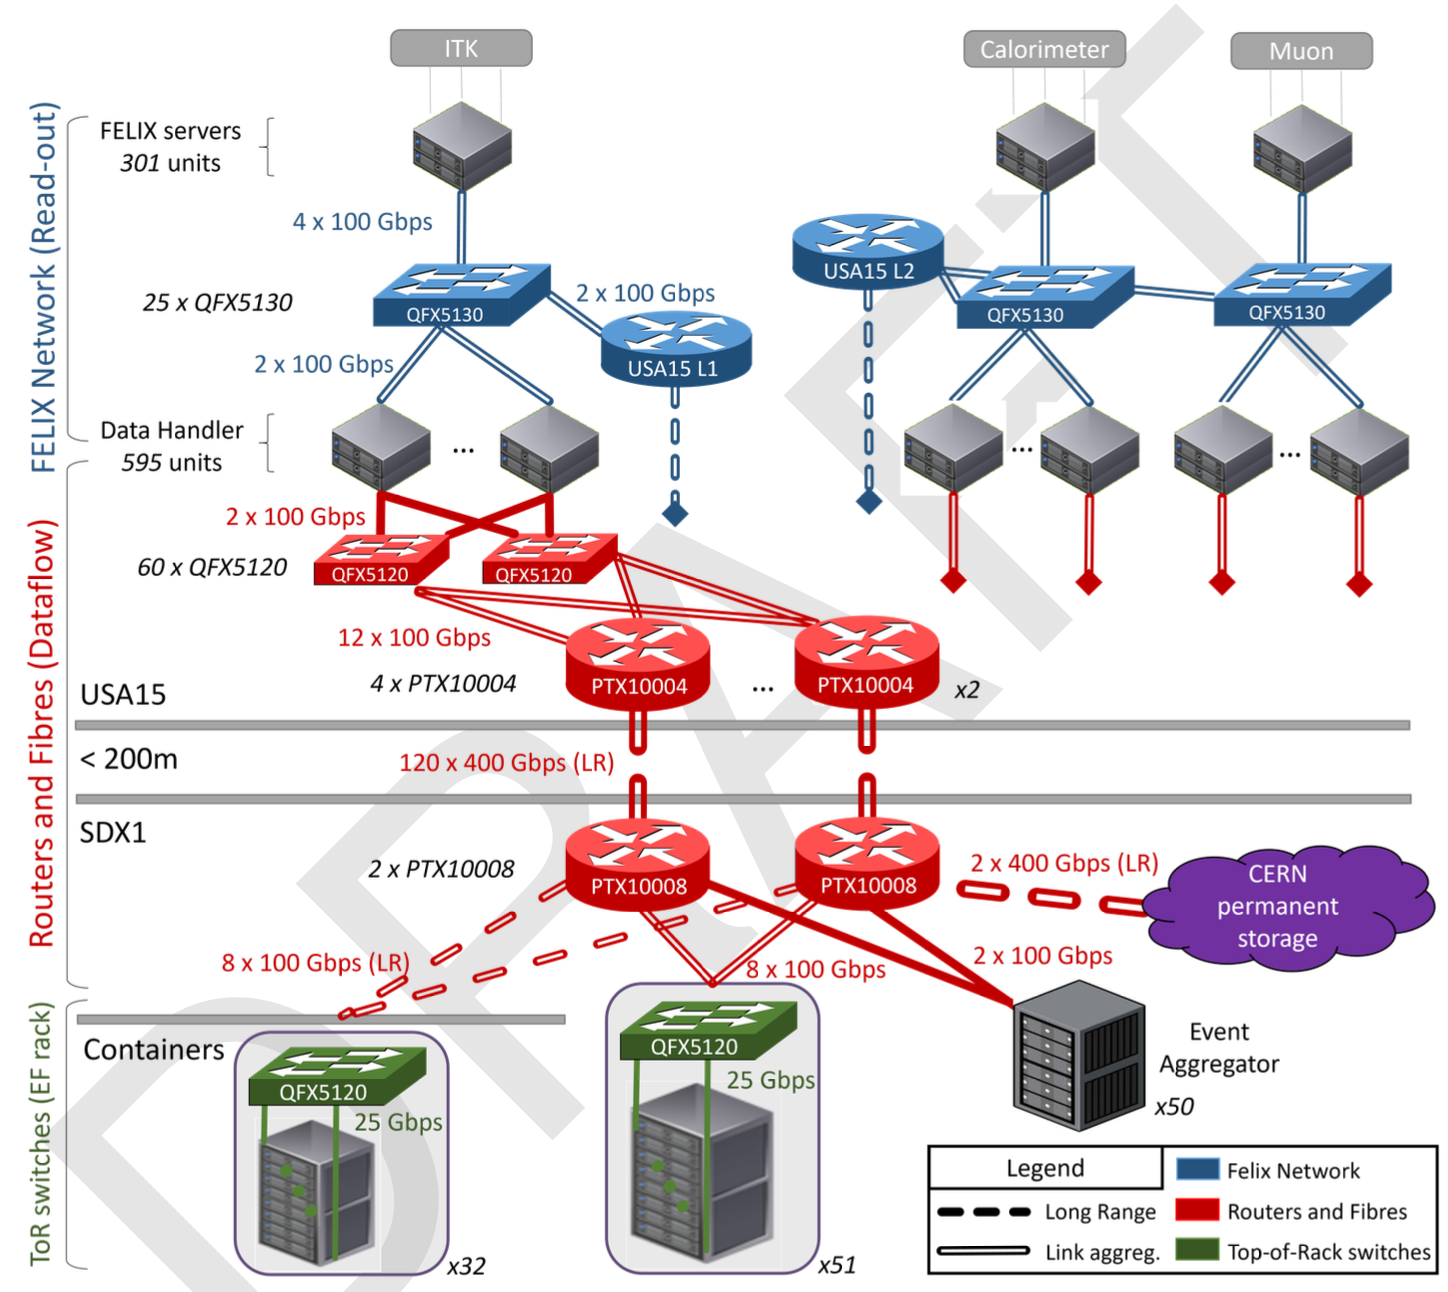 ITK
Calorimeter
Muon
FELIX Network (Read-out)
FELIX servers
301 units
4 x 100 Gbps
USA15 L2
25 x QFX5130
QFX5130
2 x 100 Gbps
QFX5130
QFX5130
2 x 100 Gbps
USA15 L1
Data Handler
595 units
...
...
...
Routers and Fibres (Dataflow)
2 x 100 Gbps
60 x QFX5120
QFX5120
QFX5120
12 x 100 Gbps
4 x PTX10004
PTX10004
...
PTX10004
x2
USA15
< 200m
120 x 400 Gbps (LR)
SDX1
2 x PTX10008
PTX10008
PTX10008
2 x 400 Gbps (LR)
CERN
permanent
storage
8 x 100 Gbps (LR)
8 x 100 Gbps
2 x 100 Gbps
ToR switches (EF rack)
Containers
QFX5120
25 Gbps
x32
QFX5120
25 Gbps
x51
Event
Aggregator
x50
Legend
Long Range
Link aggreg.
Felix Network
Routers and Fibres
Top-of-Rack switches
DRAFT